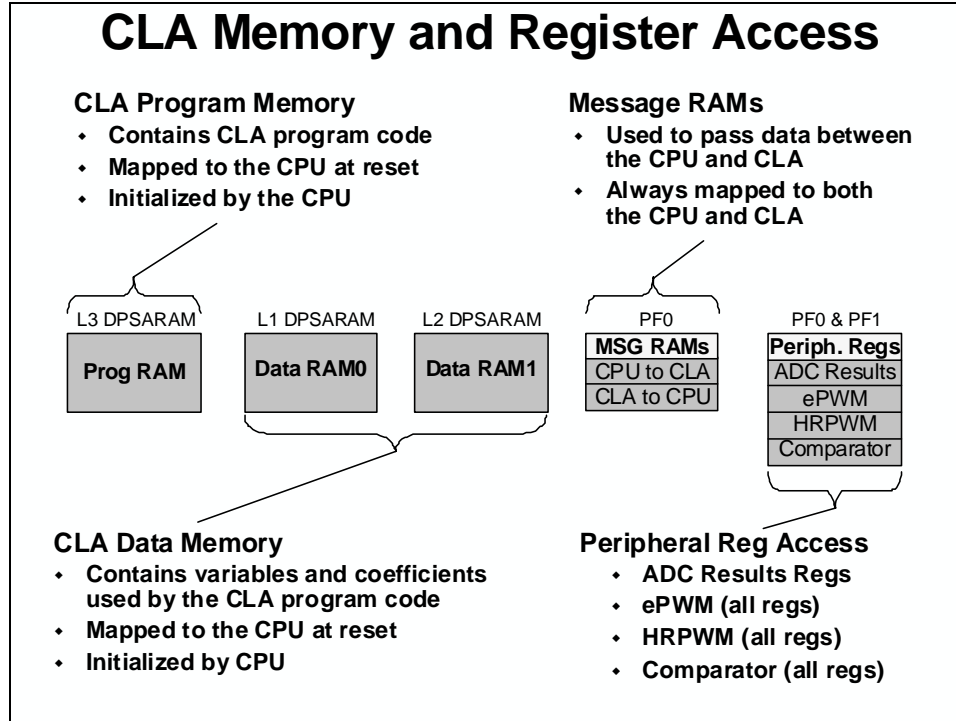 CLA Memory and Register Access
CLA Program Memory
Contains CLA program code
Mapped to the CPU at reset
Initialized by the CPU
Message RAMs
Used to pass data between
the CPU and CLA
Always mapped to both
the CPU and CLA
L3 DPSARAM
Prog RAM
L1 DPSARAM
Data RAM0
L2 DPSARAM
Data RAM1
PF0
MSG RAMs
CPU to CLA
CLA to CPU
PF0 & PF1
Periph. Regs
ADC Results
ePWM
HRPWM
Comparator
CLA Data Memory
Contains variables and coefficients
used by the CLA program code
Mapped to the CPU at reset
Initialized by CPU
Peripheral Reg Access
ADC Results Regs
ePWM (all regs)
HRPWM (all regs)
Comparator (all regs)